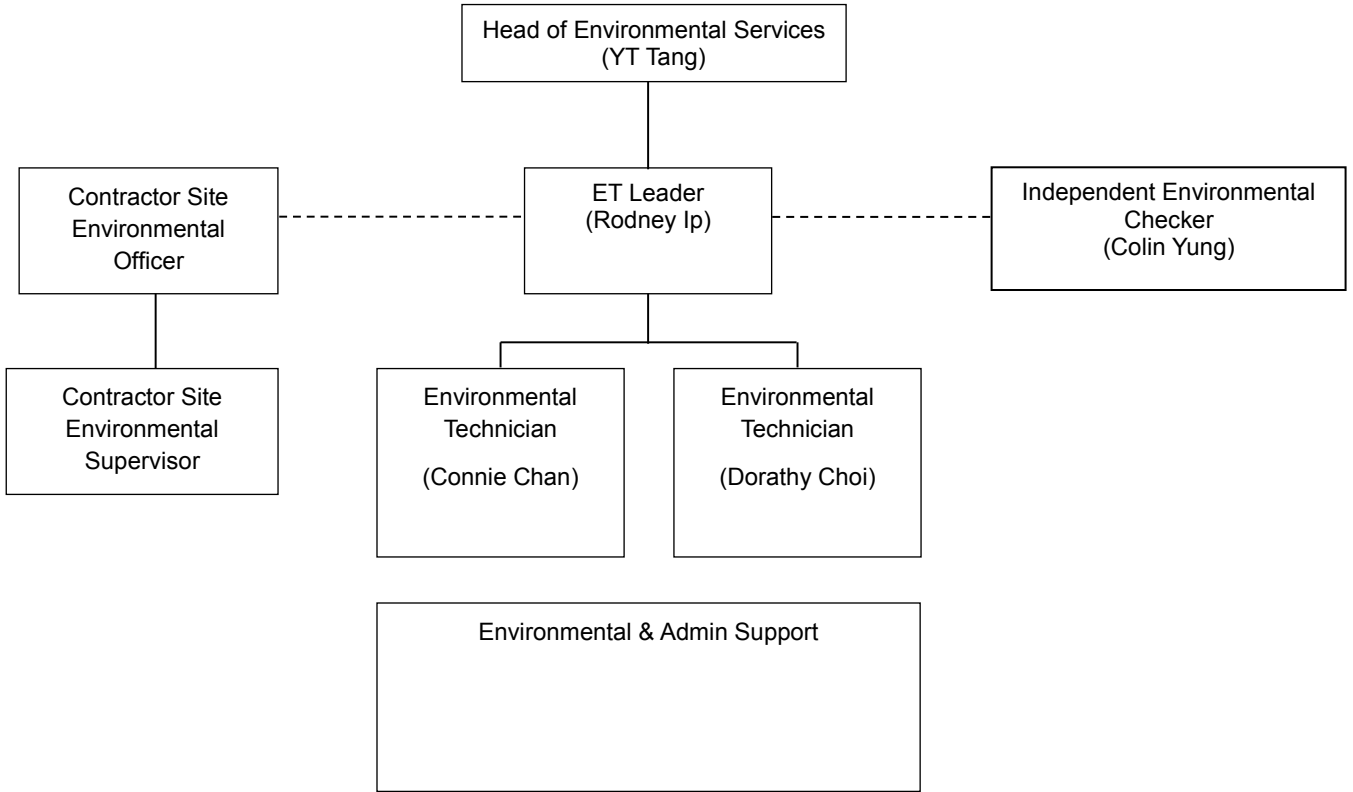 Head of Environmental Services
(YT Tang)
Contractor Site
Environmental
Officer
ET Leader
(Rodney Ip)
Independent Environmental
Checker
(Colin Yung)
Contractor Site
Environmental
Supervisor
Environmental
Technician
(Connie Chan)
Environmental
Technician
(Dorathy Choi)
Environmental & Admin Support